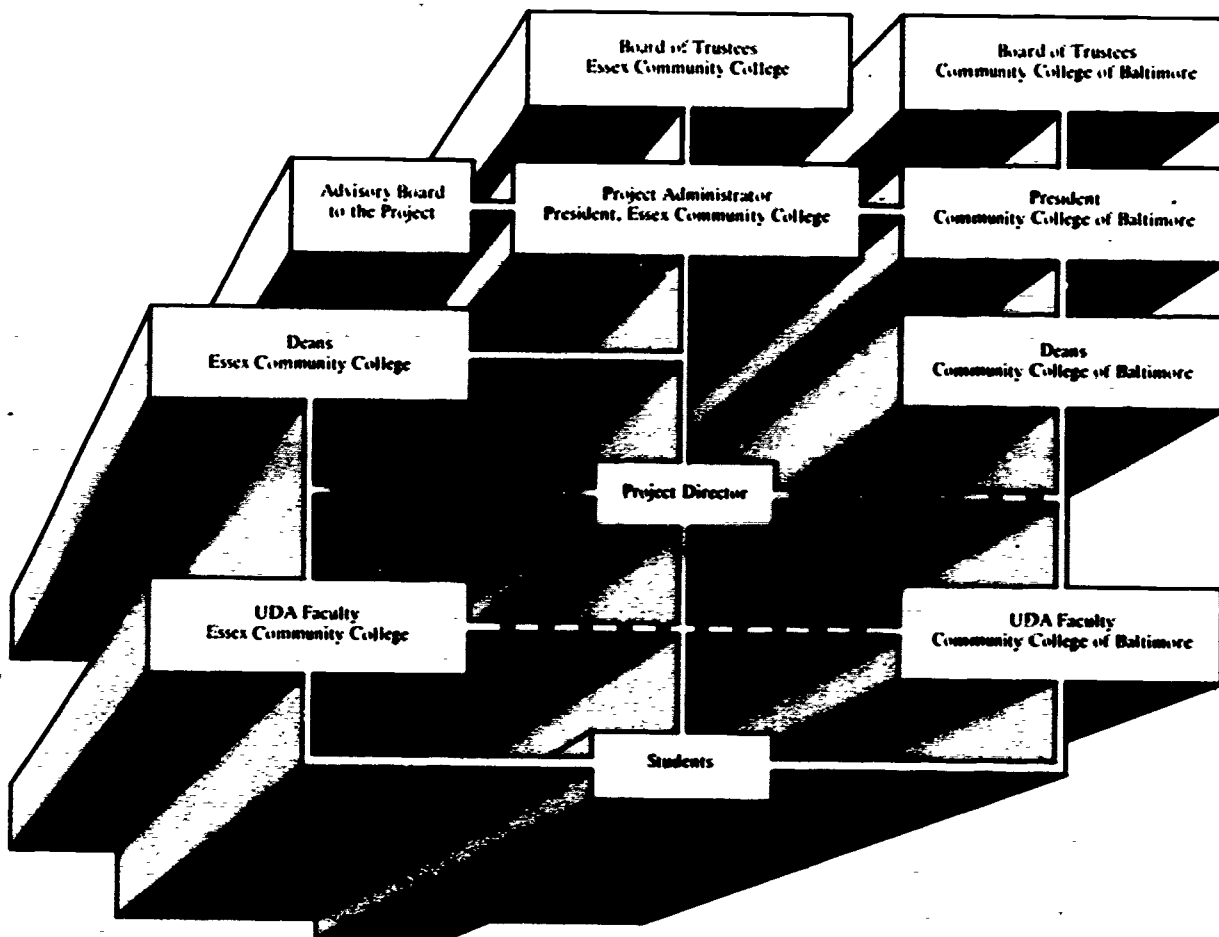 Board of Trustees
Essex Community College
Board of Trustees
Community College of Baltimore
Advisory Board
to the Project
Project Administrator
President, Essex Community College
President
Community College of Baltimore
Deans
Essex Community College
Deans
Community College of Baltimore
Project Director
UDA Faculty
Essex Community College
UDA Faculty
Community College of Baltimore
Students